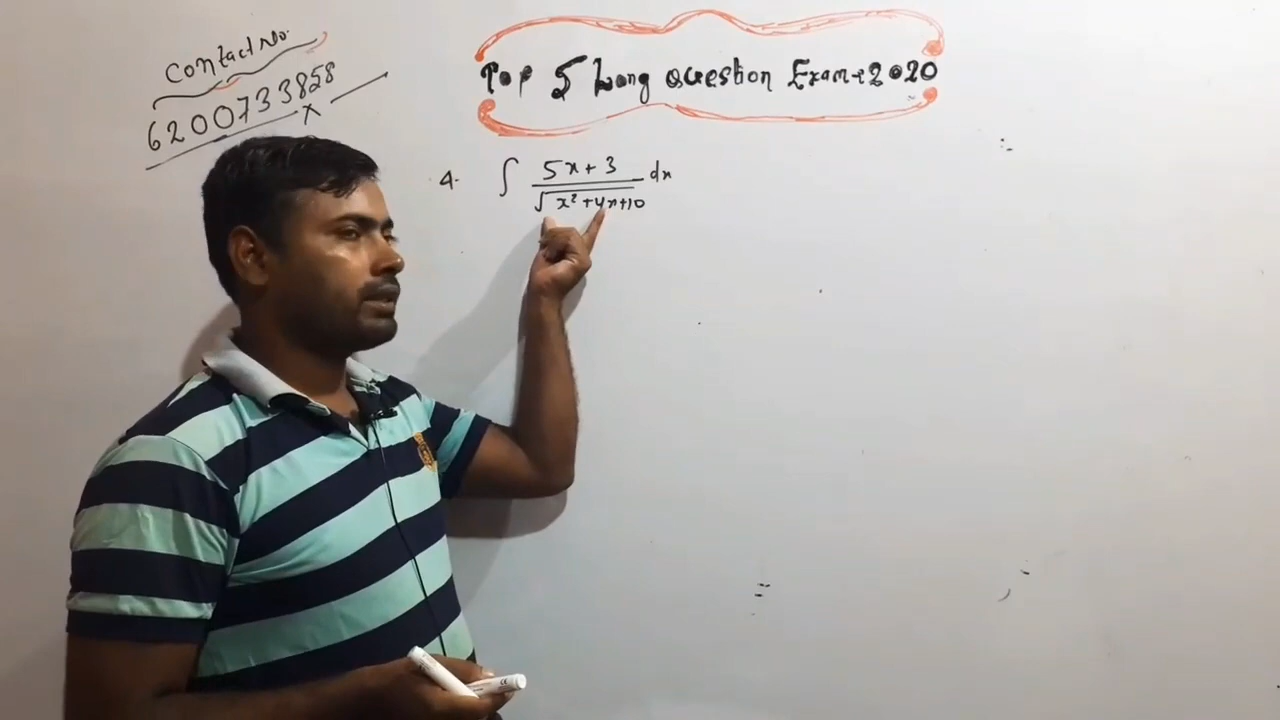 Contact No.
6200733858
Top 5 Long Question Exam-2020
4. ∫ 5x+3 / √x²+4x+10 dx